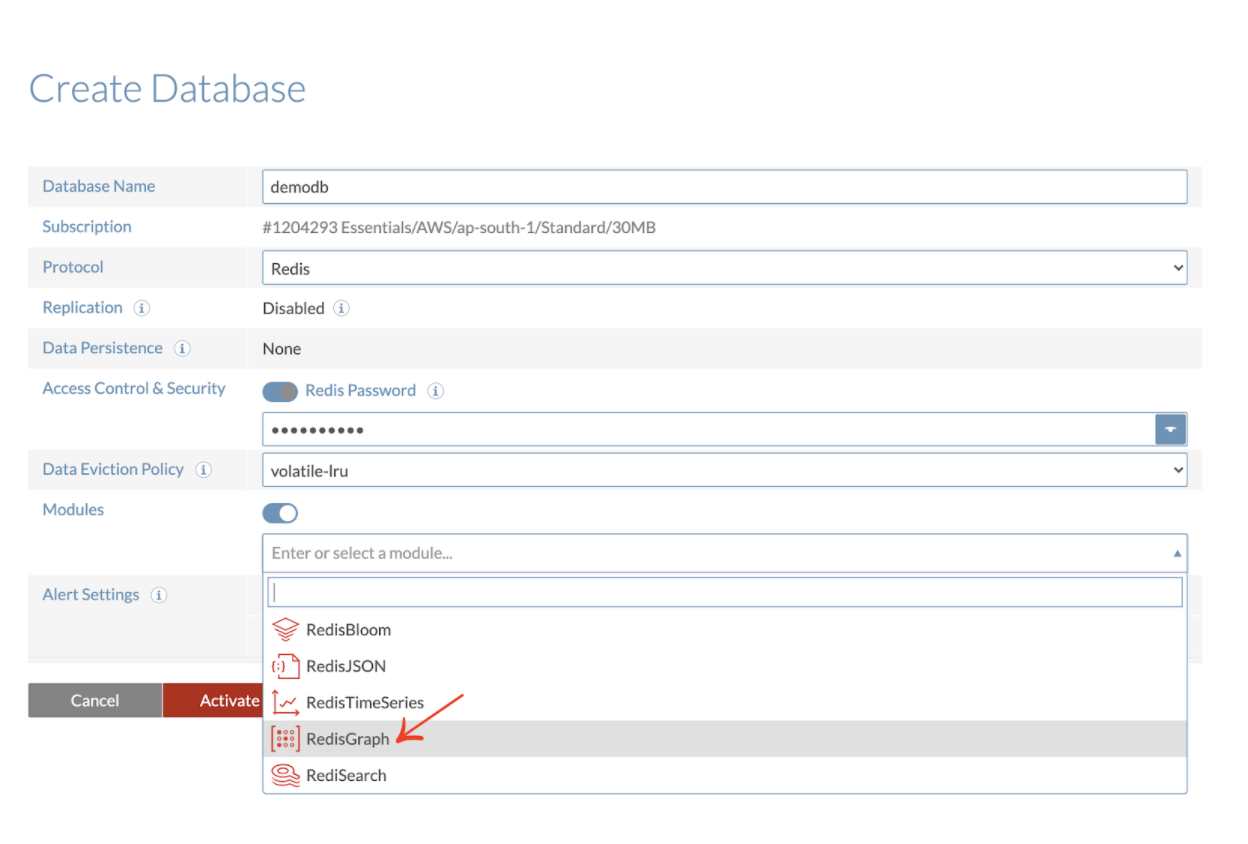 Create Database
Database Name demodb
Subscription #1204293 Essentials/AWS/ap-south-1/Standard/30MB
Protocol Redis
Replication i Disabled i
Data Persistence i None
Access Control & Security Redis Password i
••••••••••
Data Eviction Policy i volatile-lru
Modules
Enter or select a module...
Alert Settings i
RedisBloom
{;} RedisJSON
RedisTimeSeries
Cancel Activate
RedisGraph
RediSearch